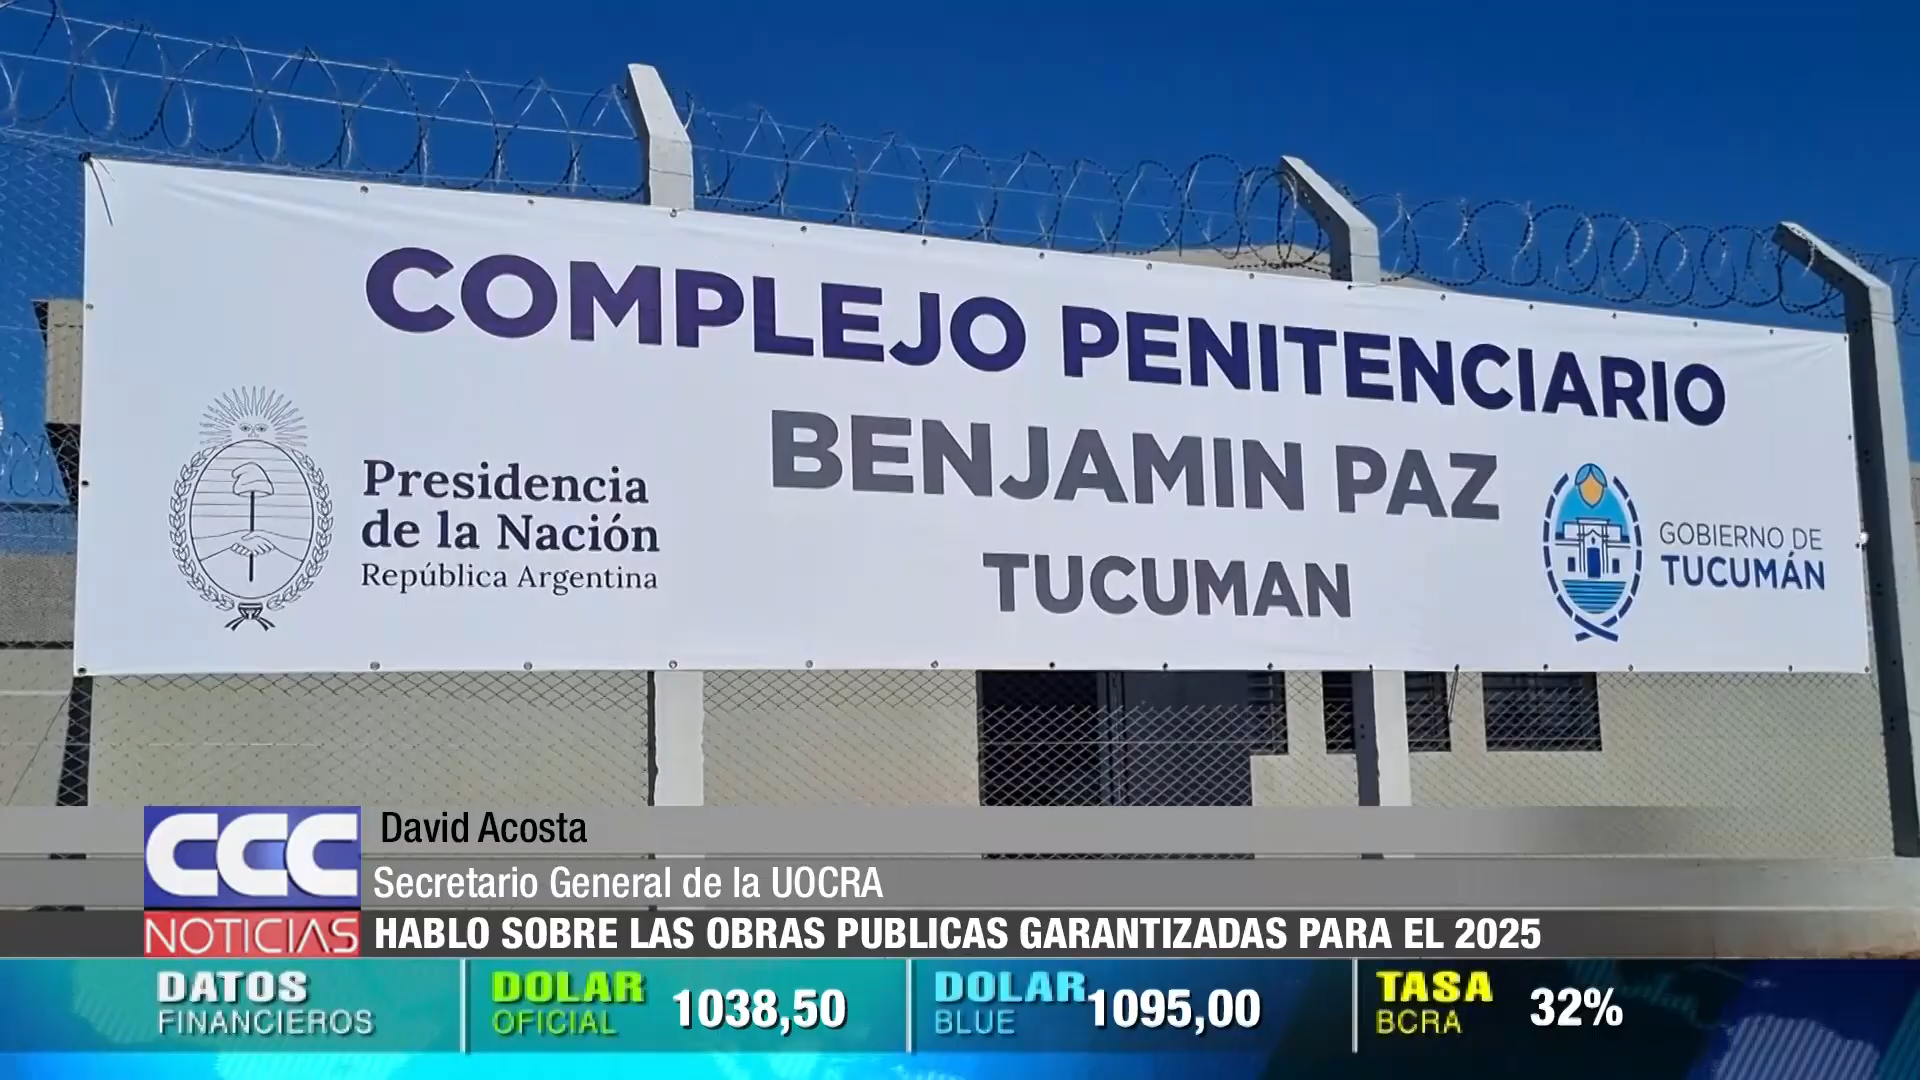 COMPLEJO PENITENCIARIO
BENJAMIN PAZ
TUCUMAN
Presidencia
de la Nación
República Argentina
GOBIERNO DE
TUCUMÁN
CCC
NOTICIAS
David Acosta
Secretario General de la UOCRA
HABLO SOBRE LAS OBRAS PUBLICAS GARANTIZADAS PARA EL 2025
DATOS
FINANCIEROS
DOLAR
OFICIAL
1038,50
DOLAR
BLUE
1095,00
TASA
BCRA
32%